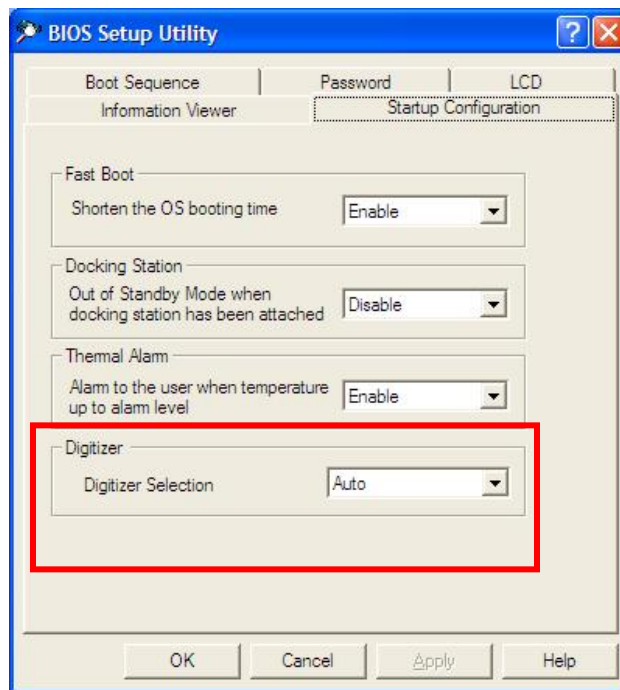 BIOS Setup Utility
Boot Sequence Password LCD
Information Viewer Startup Configuration
Fast Boot
Shorten the OS booting time Enable
Docking Station
Out of Standby Mode when
docking station has been attached Disable
Thermal Alarm
Alarm to the user when temperature
up to alarm level Enable
Digitizer
Digitizer Selection Auto
OK Cancel Apply Help